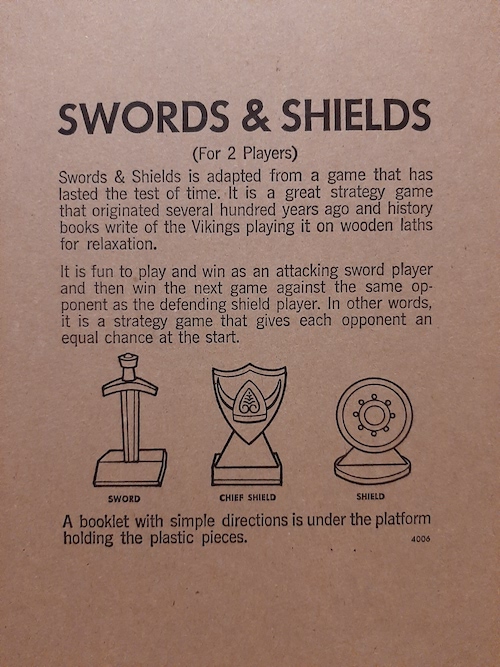 SWORDS & SHIELDS
(For 2 Players)
Swords & Shields is adapted from a game that has
lasted the test of time. It is a great strategy game
that originated several hundred years ago and history
books write of the Vikings playing it on wooden laths
for relaxation.
It is fun to play and win as an attacking sword player
and then win the next game against the same op-
ponent as the defending shield player. In other words,
it is a strategy game that gives each opponent an
equal chance at the start.
SWORD CHIEF SHIELD SHIELD
A booklet with simple directions is under the platform
holding the plastic pieces.
4006